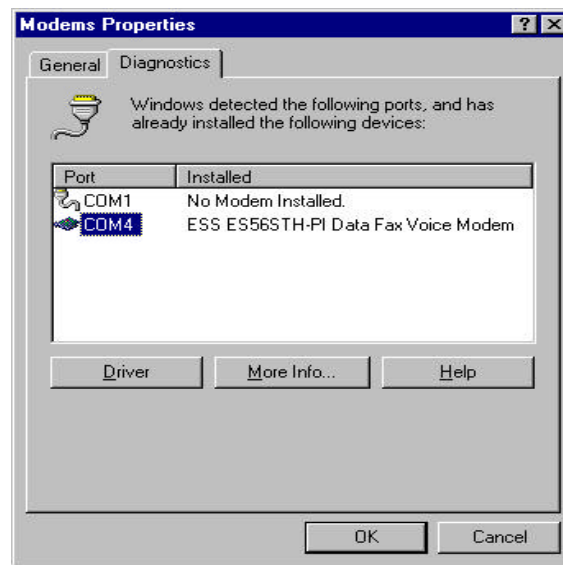 Modems Properties
General Diagnostics
Windows detected the following ports, and has
already installed the following devices:
Port Installed
COM1 No Modem Installed.
COM4 ESS ES56STH-PI Data Fax Voice Modem
Driver More Info... Help
OK Cancel